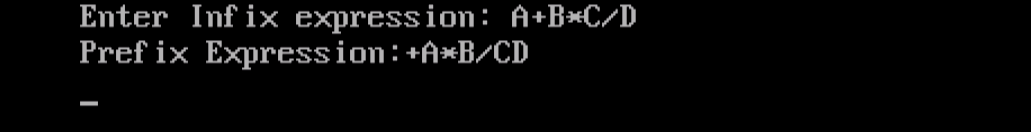 Enter Infix expression: A+B*C/D
Prefix Expression:+A*B/CD